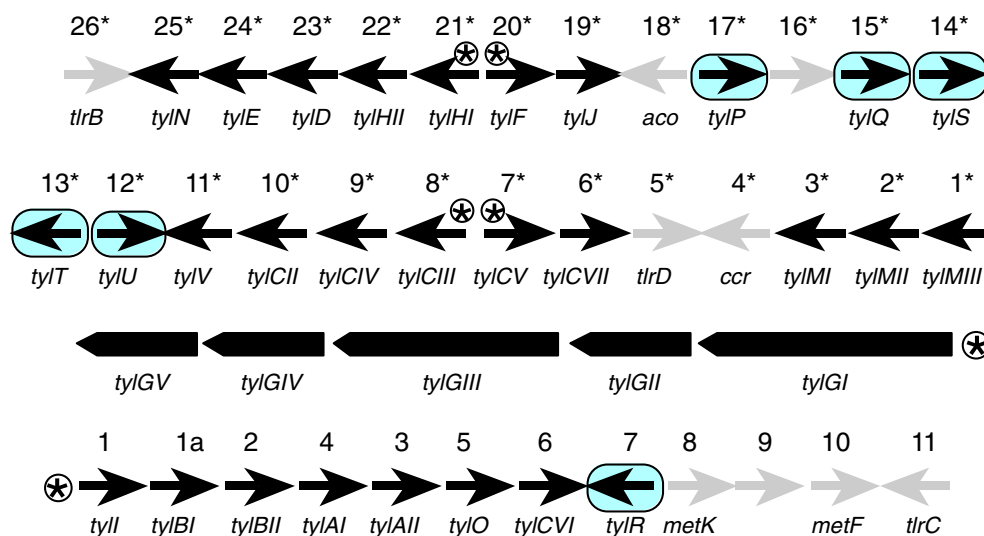 26* 25* 24* 23* 22* 21* 20* 19* 18* 17* 16* 15* 14*
tlrB tylN tylE tylD tylHII tylHI tylF tylJ aco tylP tylQ tylS
13* 12* 11* 10* 9* 8* 7* 6* 5* 4* 3* 2* 1*
tylT tylU tylV tylCII tylCIV tylCIII tylCV tylCVII tlrD ccr tylMI tylMII tylMIII
tylGV tylGIV tylGIII tylGII tylGI
1 1a 2 4 3 5 6 7 8 9 10 11
tylI tylBI tylBII tylAI tylAII tylO tylCVI tylR metK metF tlrC